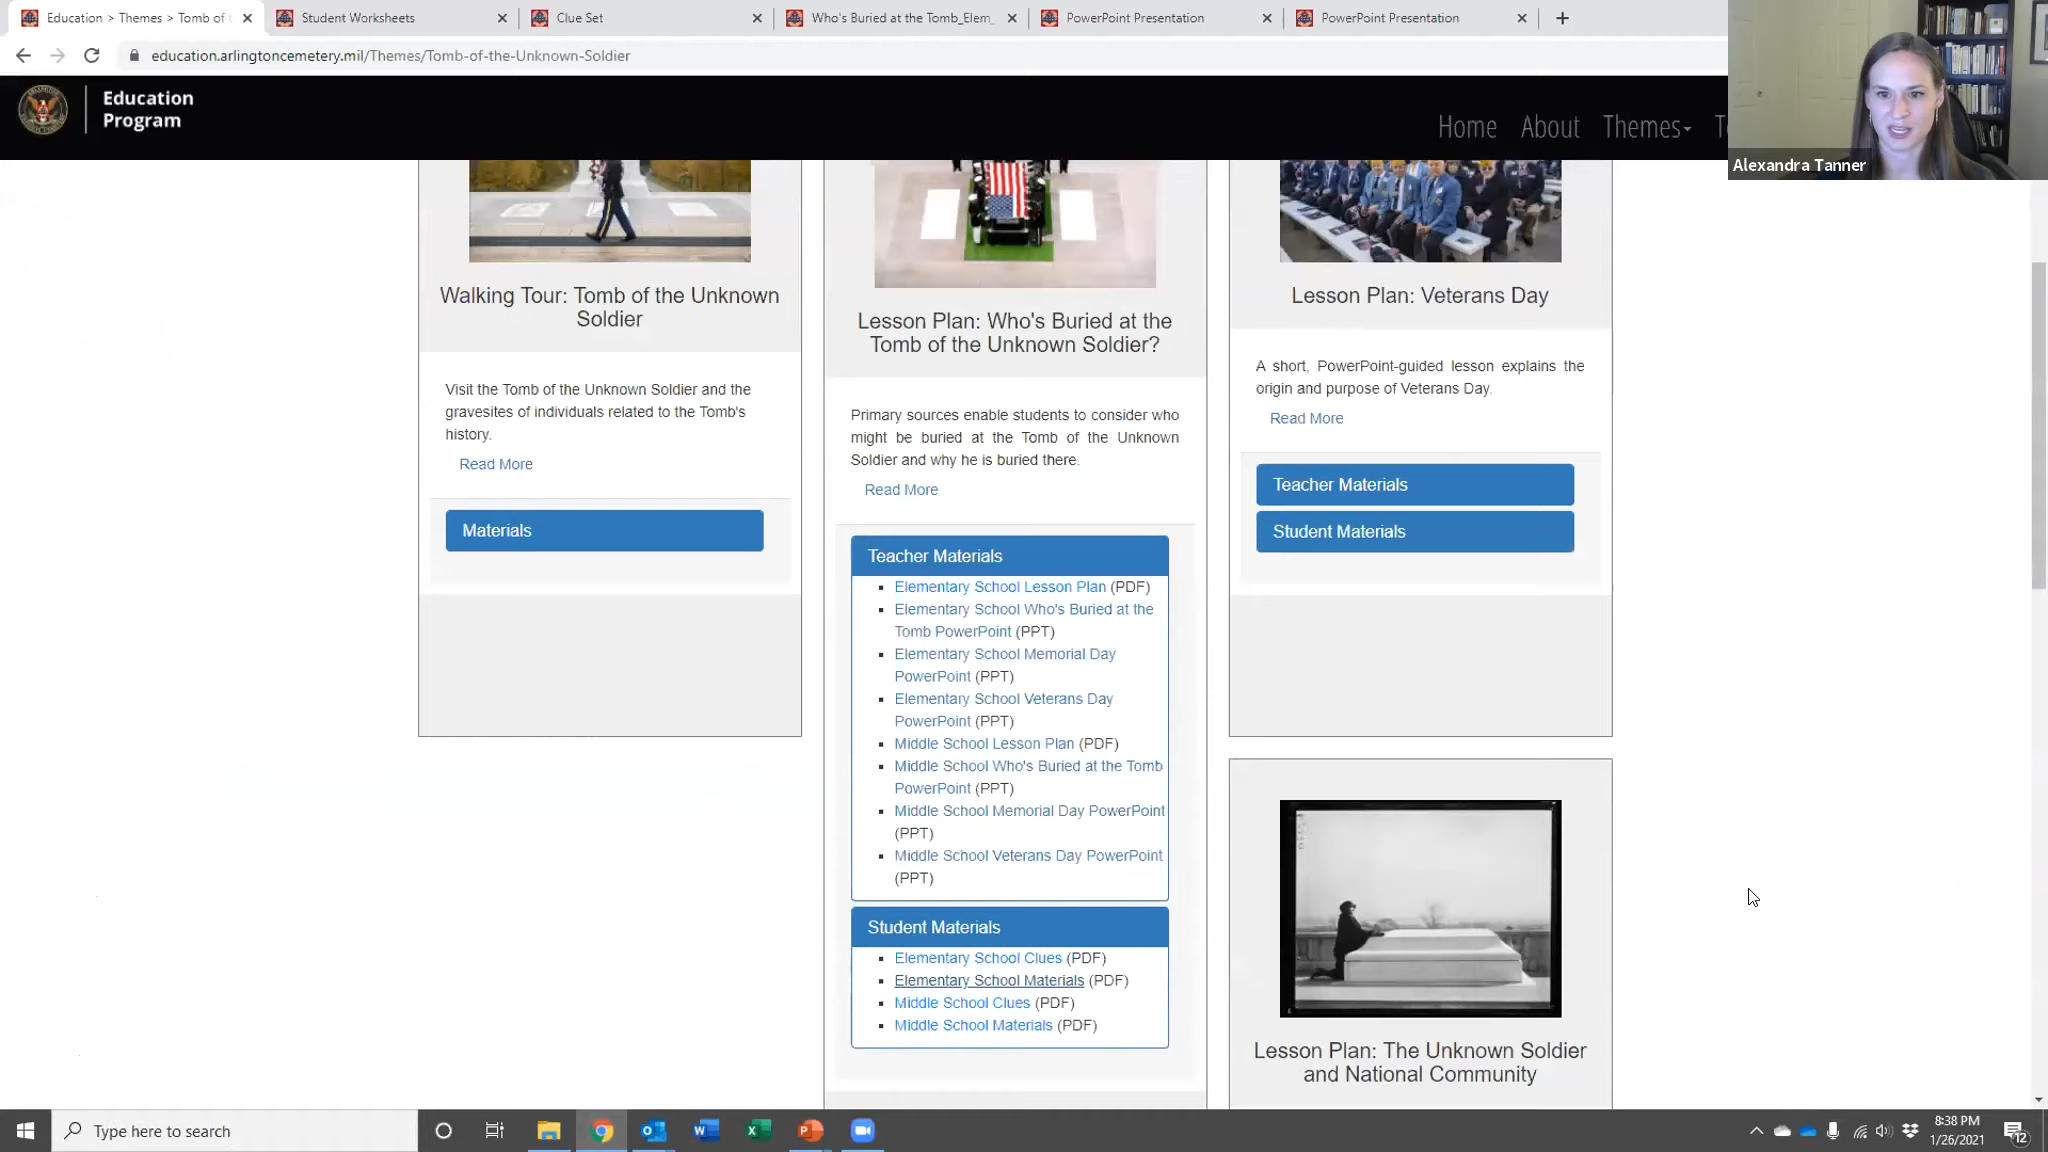 Education > Themes > Tomb of t
Student Worksheets
Clue Set
Who's Buried at the Tomb_Elem_
PowerPoint Presentation
PowerPoint Presentation
education.arlingtoncemetery.mil/Themes/Tomb-of-the-Unknown-Soldier
Education
Program
Home
About
Themes
T
Alexandra Tanner
Walking Tour: Tomb of the Unknown
Soldier
Visit the Tomb of the Unknown Soldier and the
gravesites of individuals related to the Tomb's
history.
Read More
Materials
Lesson Plan: Who's Buried at the
Tomb of the Unknown Soldier?
Primary sources enable students to consider who
might be buried at the Tomb of the Unknown
Soldier and why he is buried there.
Read More
Teacher Materials
Elementary School Lesson Plan (PDF)
Elementary School Who's Buried at the
Tomb PowerPoint (PPT)
Elementary School Memorial Day
PowerPoint (PPT)
Elementary School Veterans Day
PowerPoint (PPT)
Middle School Lesson Plan (PDF)
Middle School Who's Buried at the Tomb
PowerPoint (PPT)
Middle School Memorial Day PowerPoint
(PPT)
Middle School Veterans Day PowerPoint
(PPT)
Student Materials
Elementary School Clues (PDF)
Elementary School Materials (PDF)
Middle School Clues (PDF)
Middle School Materials (PDF)
Lesson Plan: Veterans Day
A short, PowerPoint-guided lesson explains the
origin and purpose of Veterans Day.
Read More
Teacher Materials
Student Materials
Lesson Plan: The Unknown Soldier
and National Community
Type here to search
8:38 PM
1/26/2021
12